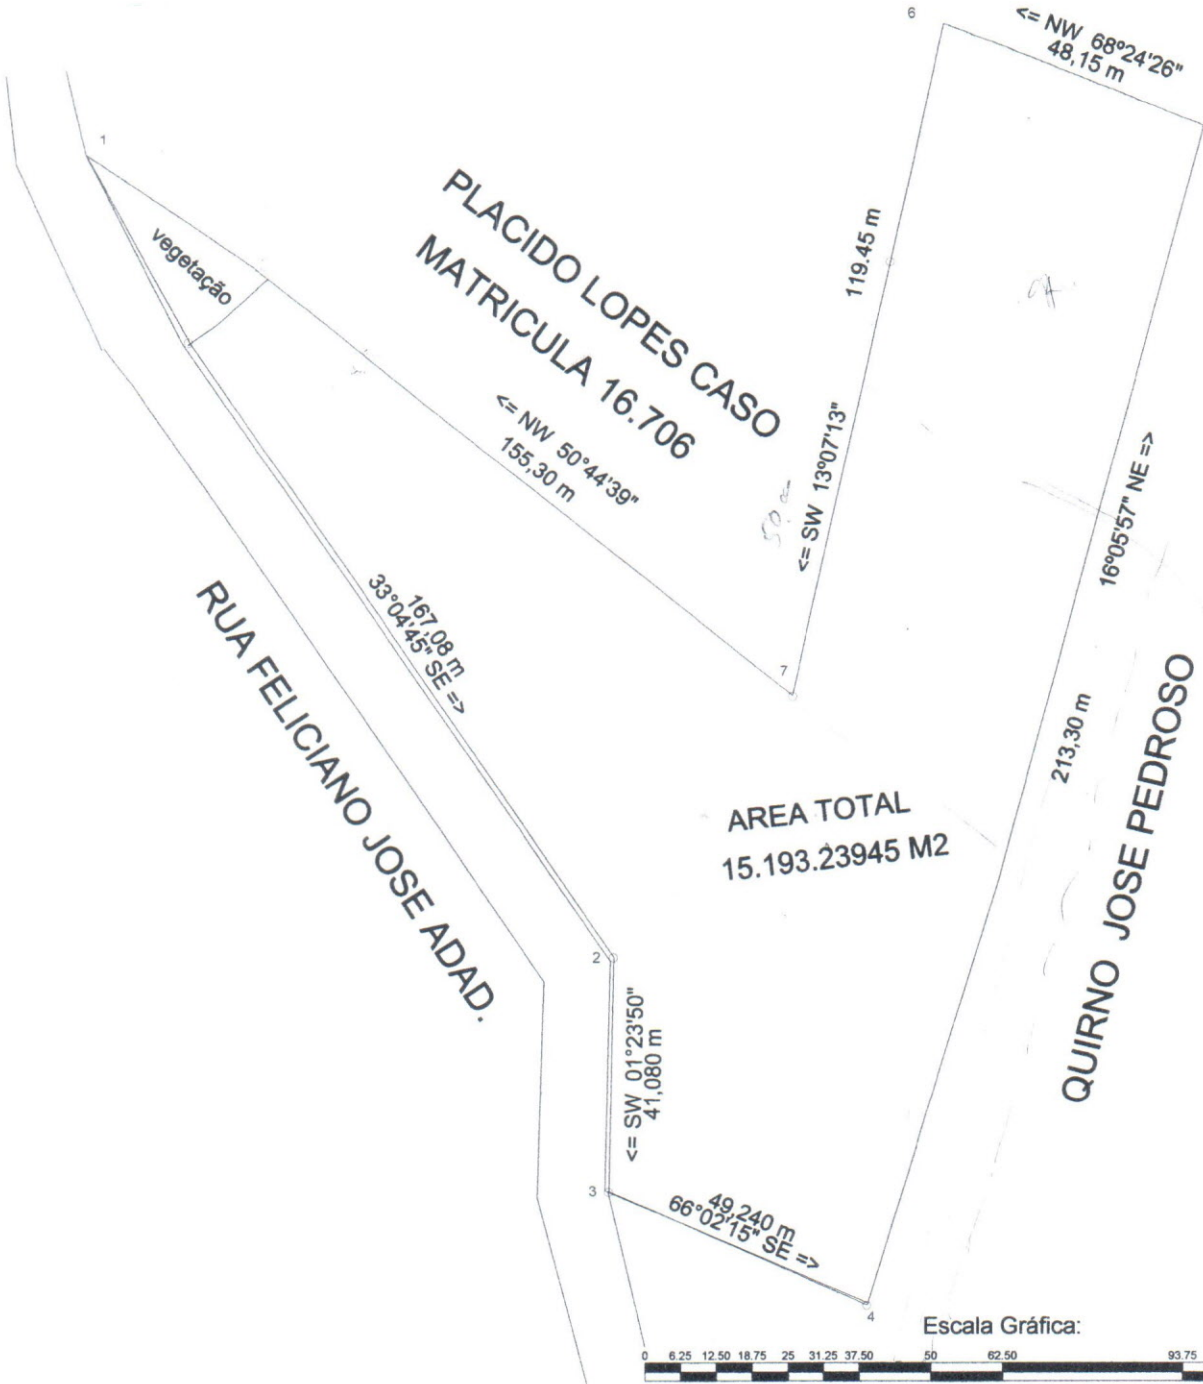 6
<= NW 68°24'26"
48,15 m
1
vegetação
PLACIDO LOPES CASO
MATRICULA 16.706
119.45 m
<= SW 13°07'13"
<= NW 50°44'39"
155,30 m
50,00
16°05'57" NE =>
213,30 m
167,08 m
33°04'45" SE =>
RUA FELICIANO JOSE ADAD.
7
AREA TOTAL
15.193.23945 M2
QUIRNO JOSE PEDROSO
2
<= SW 01°23'50"
41,080 m
3
49,240 m
66°02'15" SE =>
4
Escala Gráfica:
0 6.25 12.50 18.75 25 31.25 37.50 50 62.50 93.75